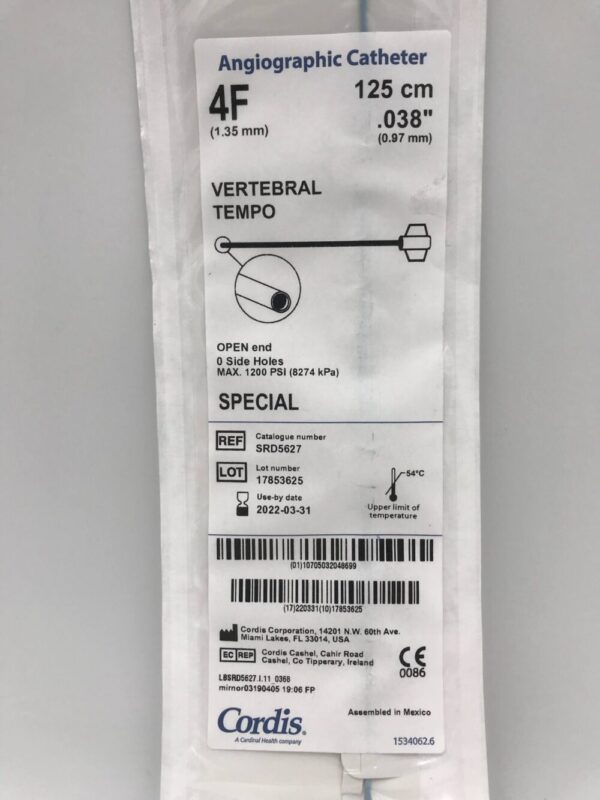 Angiographic Catheter
4F 125 cm
(1.35 mm) .038"
(0.97 mm)
VERTEBRAL
TEMPO
OPEN end
0 Side Holes
MAX. 1200 PSI (8274 kPa)
SPECIAL
REF Catalogue number
SRD5627
LOT Lot number
17853625
54°C
Use-by date
2022-03-31
Upper limit of
temperature
(01)10705032048699
(17)220331(10)17853625
Cordis Corporation, 14201 N.W. 60th Ave.
Miami Lakes, FL 33014, USA
EC REP Cordis Cashel, Cahir Road
Cashel, Co Tipperary, Ireland
CE
0086
LBSRD5627.I.11_0368
mirnor03190405 19:06 FP
Cordis®
A Cardinal Health company
Assembled in Mexico
1534062.6